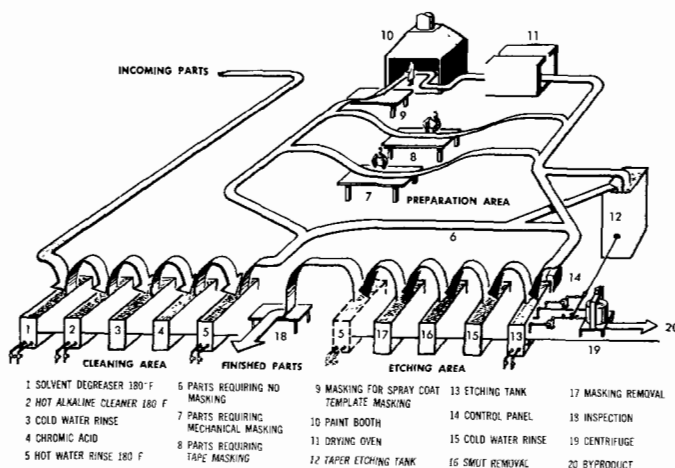 10
11
INCOMING PARTS
9
8
7
PREPARATION AREA
12
6
14
1
2
3
4
5
18
5
17
16
15
13
20
19
CLEANING AREA
FINISHED PARTS
ETCHING AREA
1 SOLVENT DEGREASER 180°F
2 HOT ALKALINE CLEANER 180 F
3 COLD WATER RINSE
4 CHROMIC ACID
5 HOT WATER RINSE 180 F
6 PARTS REQUIRING NO
MASKING
7 PARTS REQUIRING
MECHANICAL MASKING
8 PARTS REQUIRING
TAPE MASKING
9 MASKING FOR SPRAY COAT
TEMPLATE MASKING
10 PAINT BOOTH
11 DRYING OVEN
12 TAPER ETCHING TANK
13 ETCHING TANK
14 CONTROL PANEL
15 COLD WATER RINSE
16 SMUT REMOVAL
17 MASKING REMOVAL
18 INSPECTION
19 CENTRIFUGE
20 BYPRODUCT